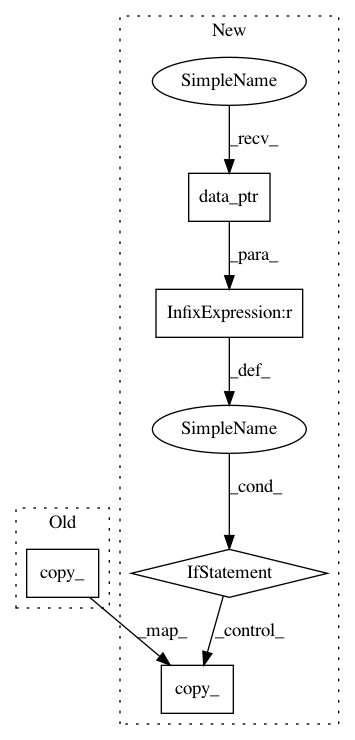 New
SimpleName
_recv_
data_ptr
_para_
InfixExpression:r
_def_
SimpleName
_cond_
Old
copy_
IfStatement
_map_
_control_
copy_